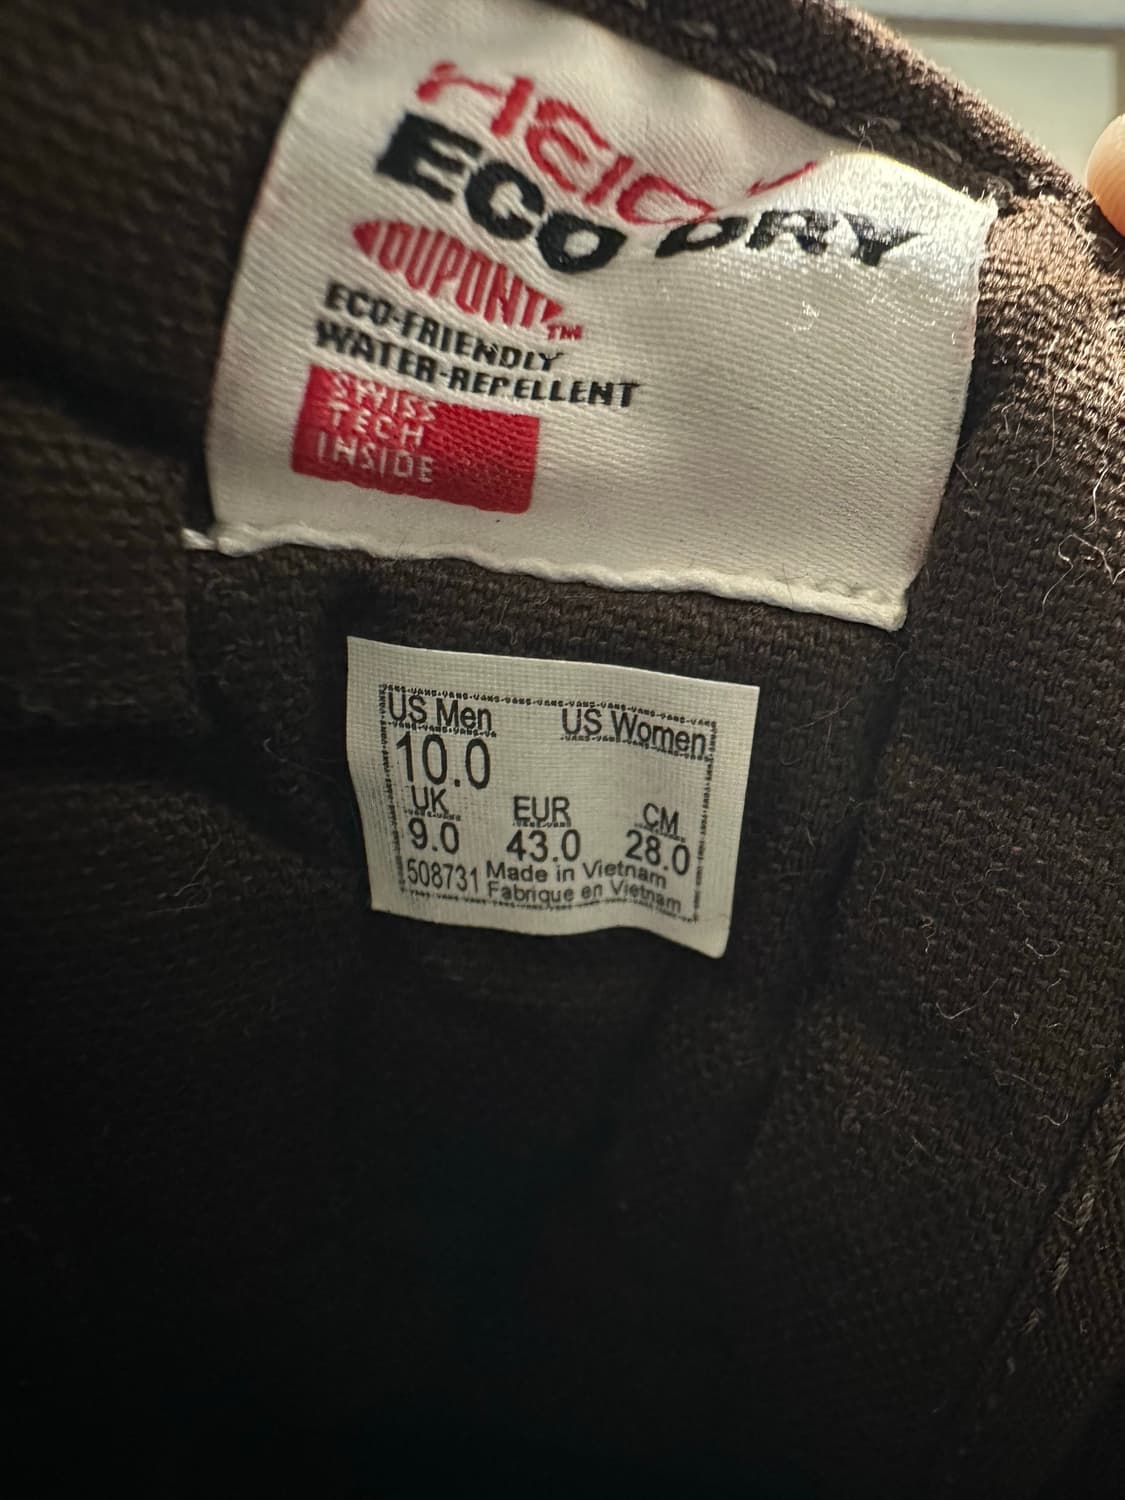 HEIQ
ECO DRY
DUPONT™
ECO-FRIENDLY
WATER-REPELLENT
SWISS
TECH
INSIDE
US Men US Women
10.0
UK EUR CM
9.0 43.0 28.0
508731 Made in Vietnam
Fabrique en Vietnam